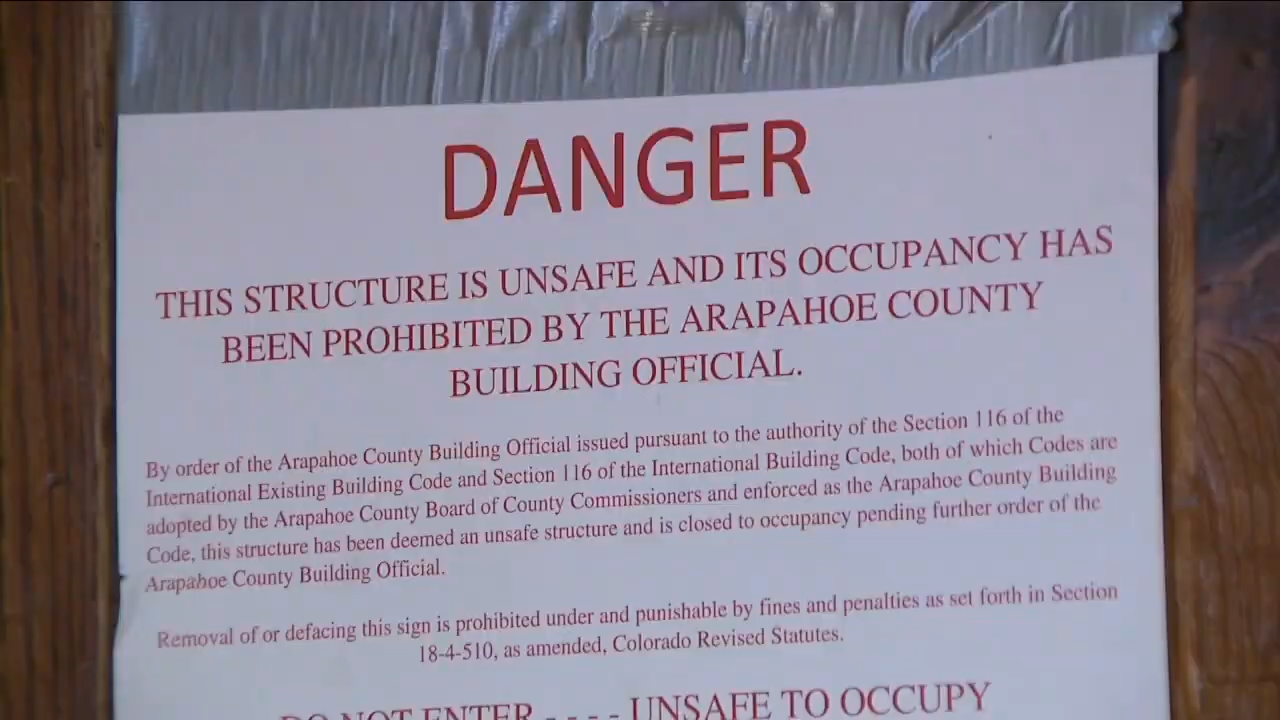 DANGER
THIS STRUCTURE IS UNSAFE AND ITS OCCUPANCY HAS
BEEN PROHIBITED BY THE ARAPAHOE COUNTY
BUILDING OFFICIAL.
By order of the Arapahoe County Building Official issued pursuant to the authority of the Section 116 of the
International Existing Building Code and Section 116 of the International Building Code, both of which Codes are
adopted by the Arapahoe County Board of County Commissioners and enforced as the Arapahoe County Building
Code, this structure has been deemed an unsafe structure and is closed to occupancy pending further order of the
Arapahoe County Building Official.
Removal of or defacing this sign is prohibited under and punishable by fines and penalties as set forth in Section
18-4-510, as amended, Colorado Revised Statutes.
DO NOT ENTER - - - - UNSAFE TO OCCUPY